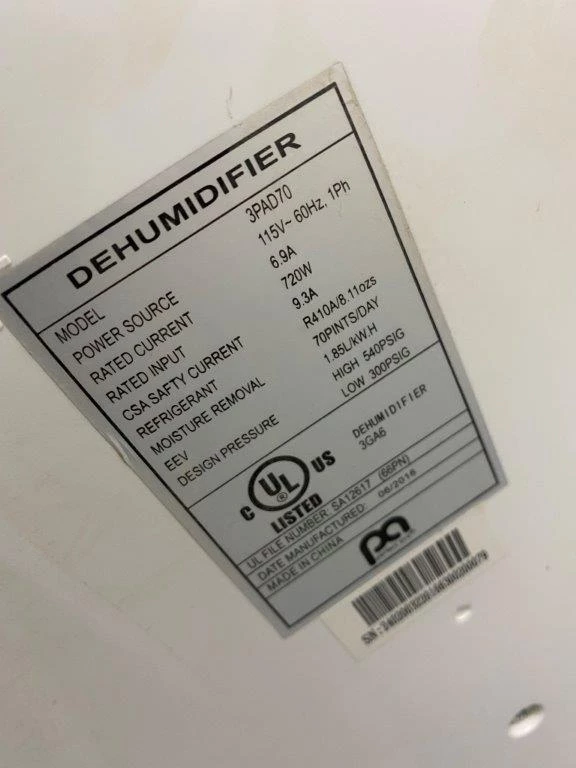 DEHUMIDIFIER
MODEL 3PAD70
POWER SOURCE 115V~ 60Hz, 1Ph
RATED CURRENT 6.9A
RATED INPUT 720W
CSA SAFTY CURRENT 9.3A
REFRIGERANT R410A/8.11ozs
MOISTURE REMOVAL 70PINTS/DAY
EEV 1.85L/kW.H
DESIGN PRESSURE HIGH 540PSIG
LOW 300PSIG
C UL ® US
LISTED
DEHUMIDIFIER
3GA6
UL FILE NUMBER: SA12617 (66PN)
DATE MANUFACTURED: 06/2016
MADE IN CHINA
pa
S/N: